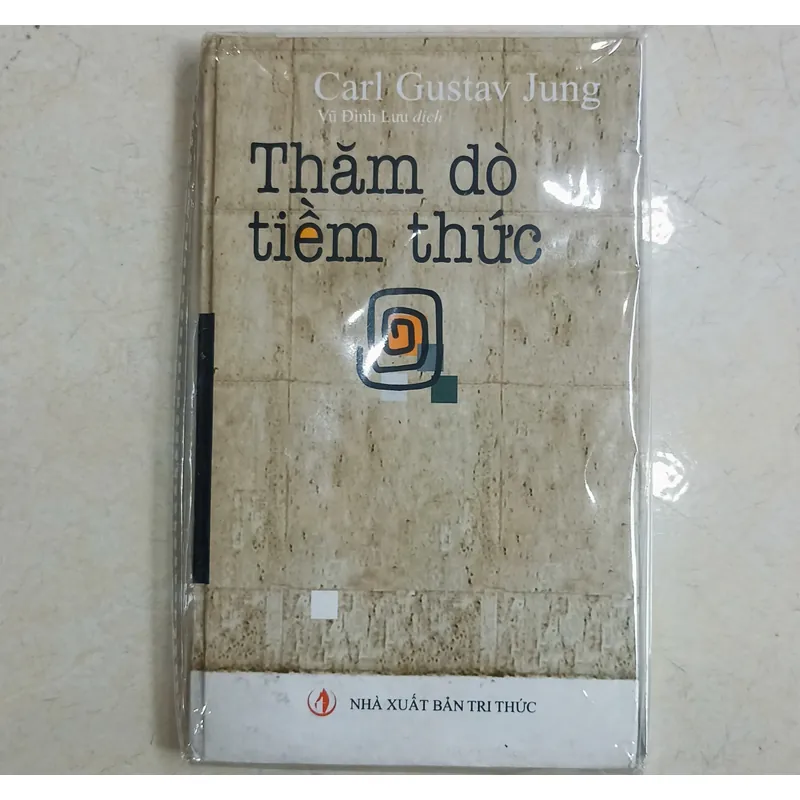 Carl Gustav Jung
Vũ Đình Lưu dịch
Thăm dò
tiềm thức
NHÀ XUẤT BẢN TRI THỨC